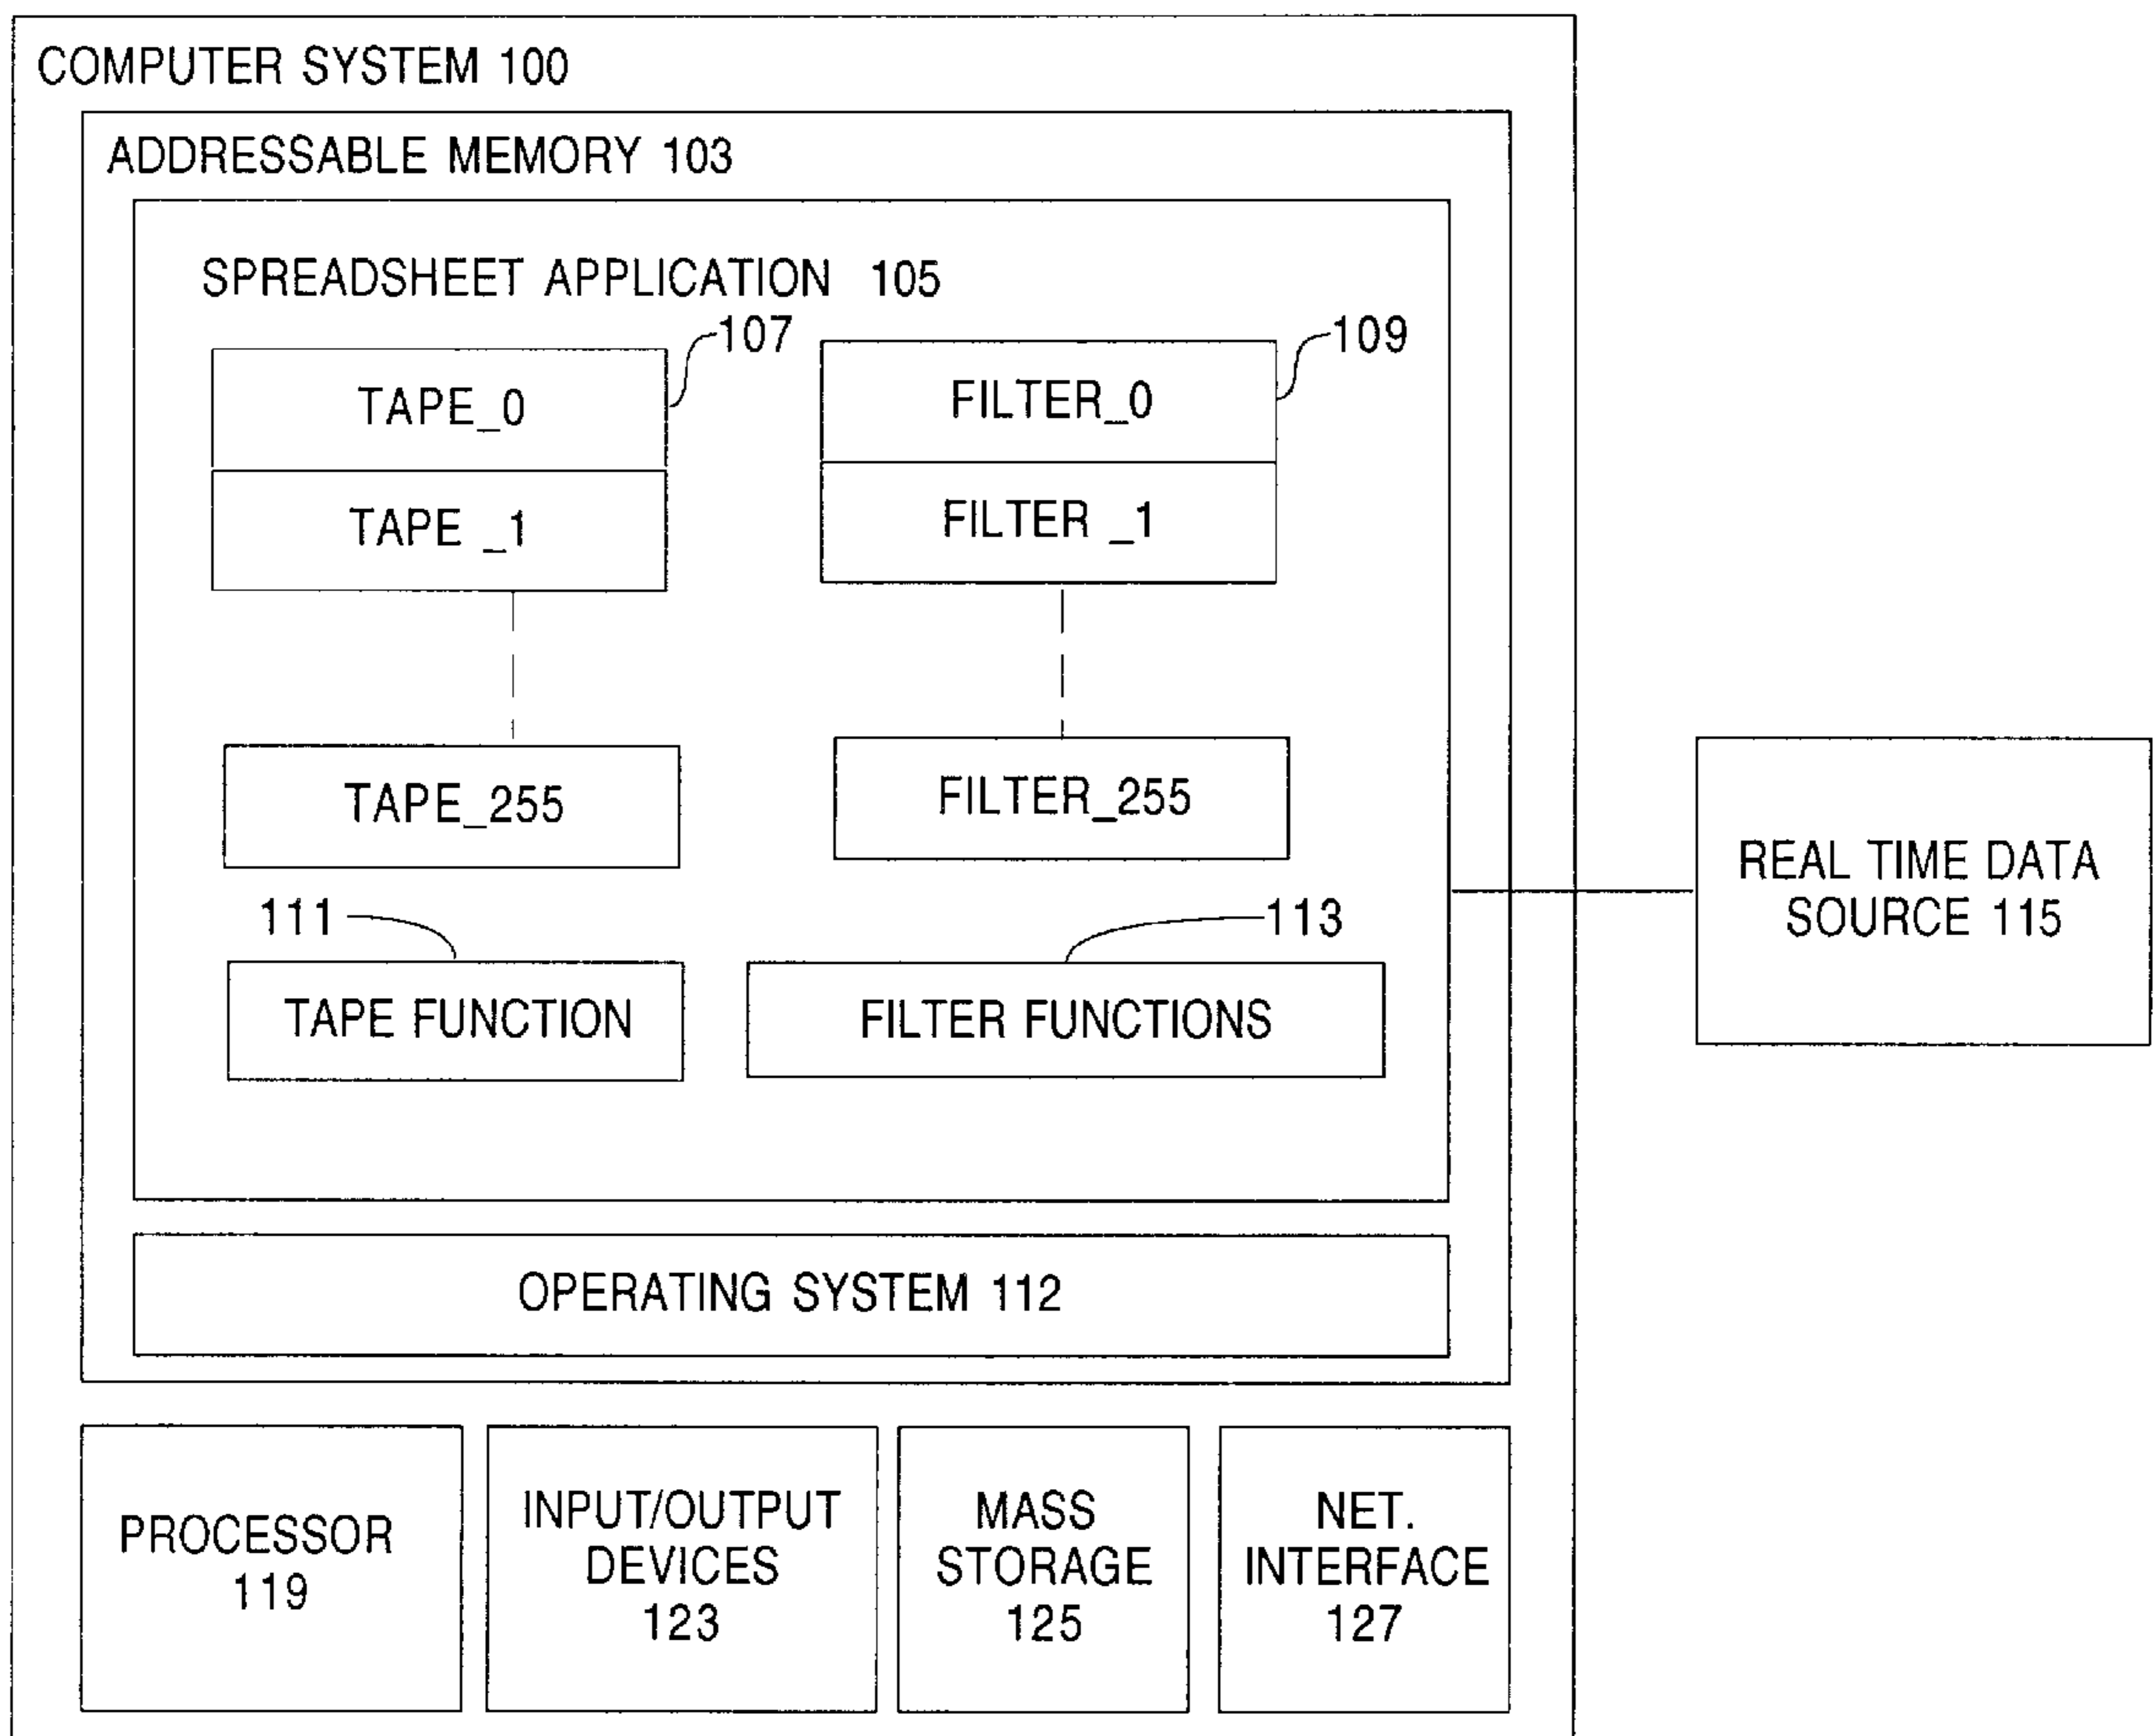 COMPUTER SYSTEM 100
ADDRESSABLE MEMORY 103
SPREADSHEET APPLICATION 105
107
109
TAPE_0
FILTER_0
TAPE _1
FILTER _1
TAPE_255
FILTER_255
REAL TIME DATA
SOURCE 115
111
113
TAPE FUNCTION
FILTER FUNCTIONS
OPERATING SYSTEM 112
PROCESSOR
119
INPUT/OUTPUT
DEVICES
123
MASS
STORAGE
125
NET.
INTERFACE
127